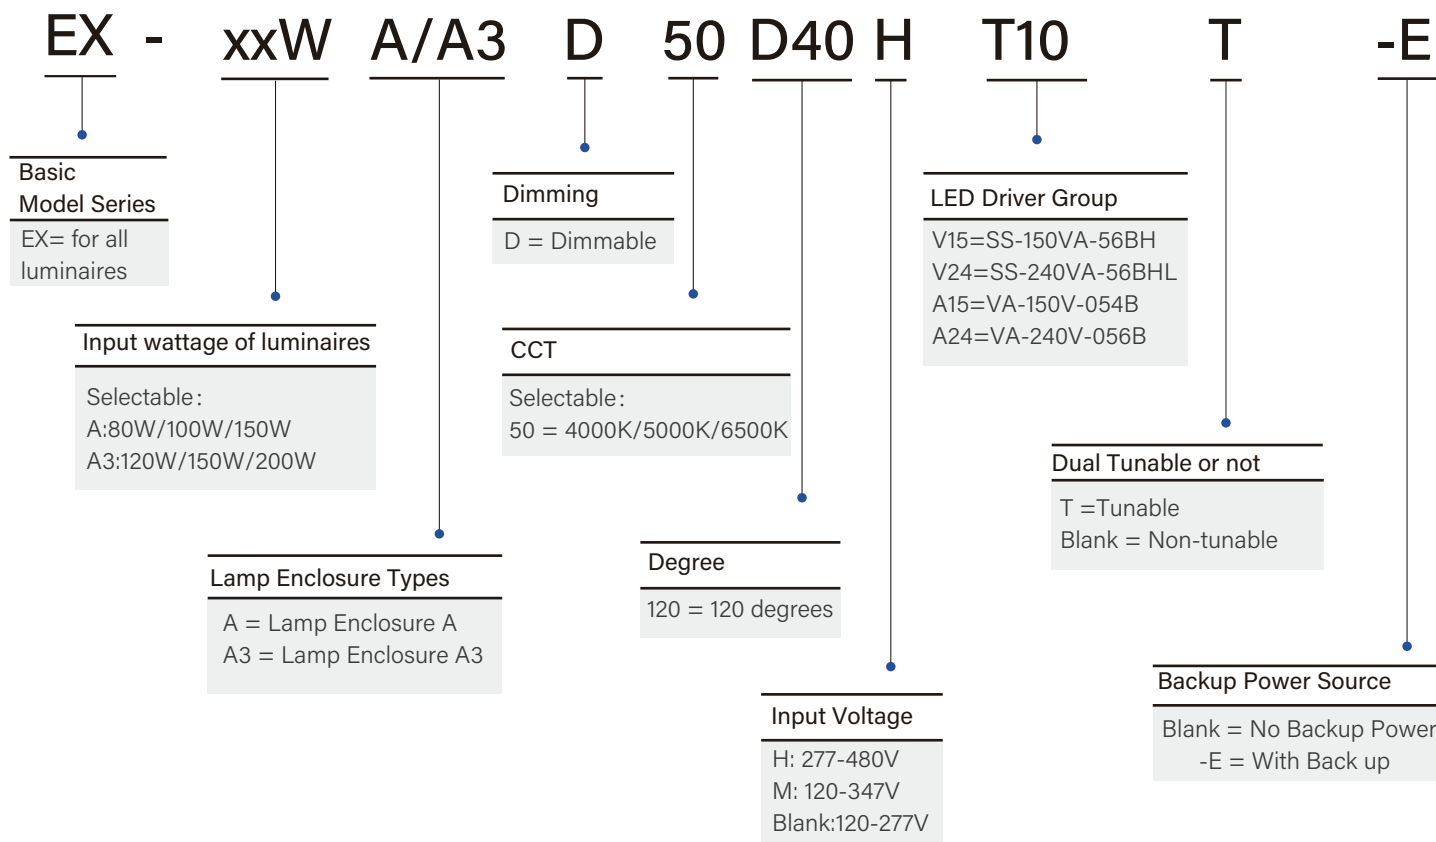 EX - xxW A/A3 D 50 D40 H T10 T -E
Basic
Model Series
EX= for all
luminaires
Input wattage of luminaires
Selectable:
A:80W/100W/150W
A3:120W/150W/200W
Lamp Enclosure Types
A = Lamp Enclosure A
A3 = Lamp Enclosure A3
Dimming
D = Dimmable
CCT
Selectable:
50 = 4000K/5000K/6500K
Degree
120 = 120 degrees
Input Voltage
H: 277-480V
M: 120-347V
Blank:120-277V
LED Driver Group
V15=SS-150VA-56BH
V24=SS-240VA-56BHL
A15=VA-150V-054B
A24=VA-240V-056B
Dual Tunable or not
T =Tunable
Blank = Non-tunable
Backup Power Source
Blank = No Backup Power
-E = With Back up